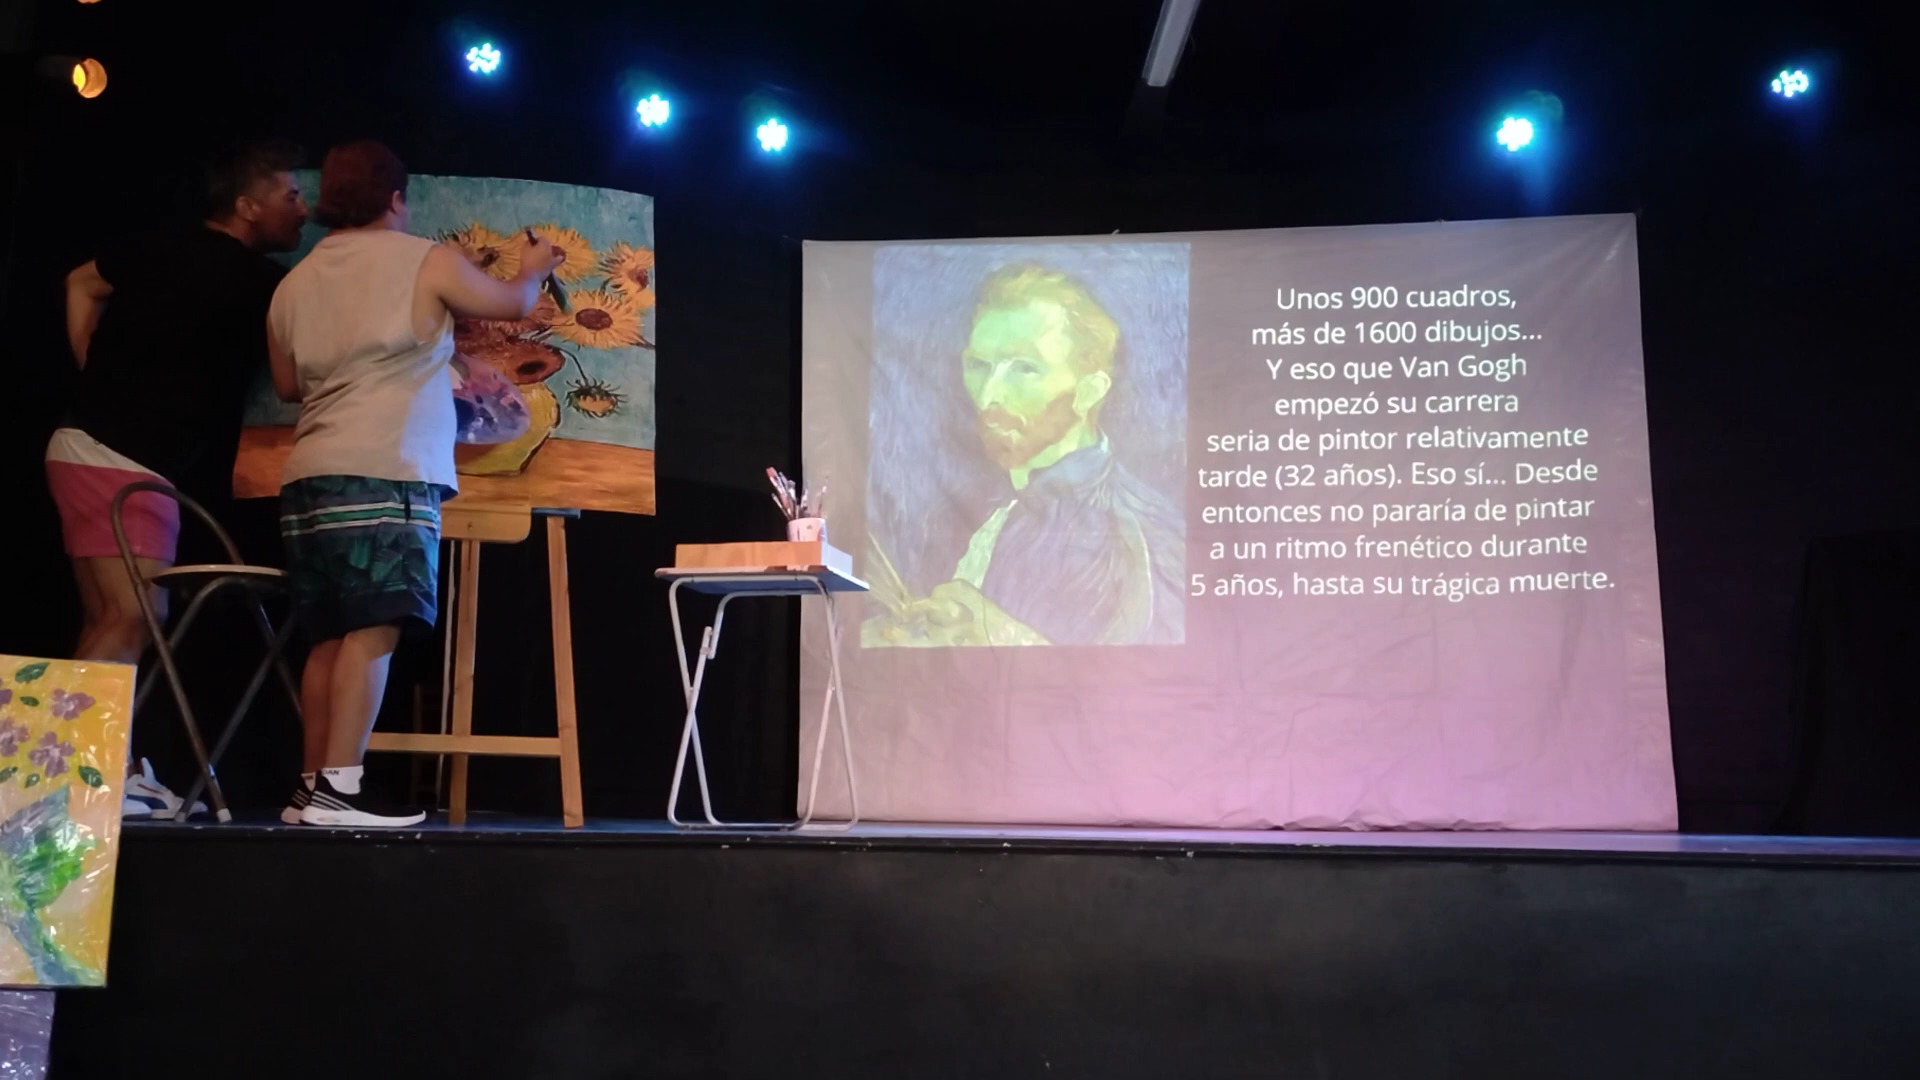 Unos 900 cuadros,
más de 1600 dibujos...
Y eso que Van Gogh
empezó su carrera
seria de pintor relativamente
tarde (32 años). Eso sí... Desde
entonces no pararía de pintar
a un ritmo frenético durante
5 años, hasta su trágica muerte.